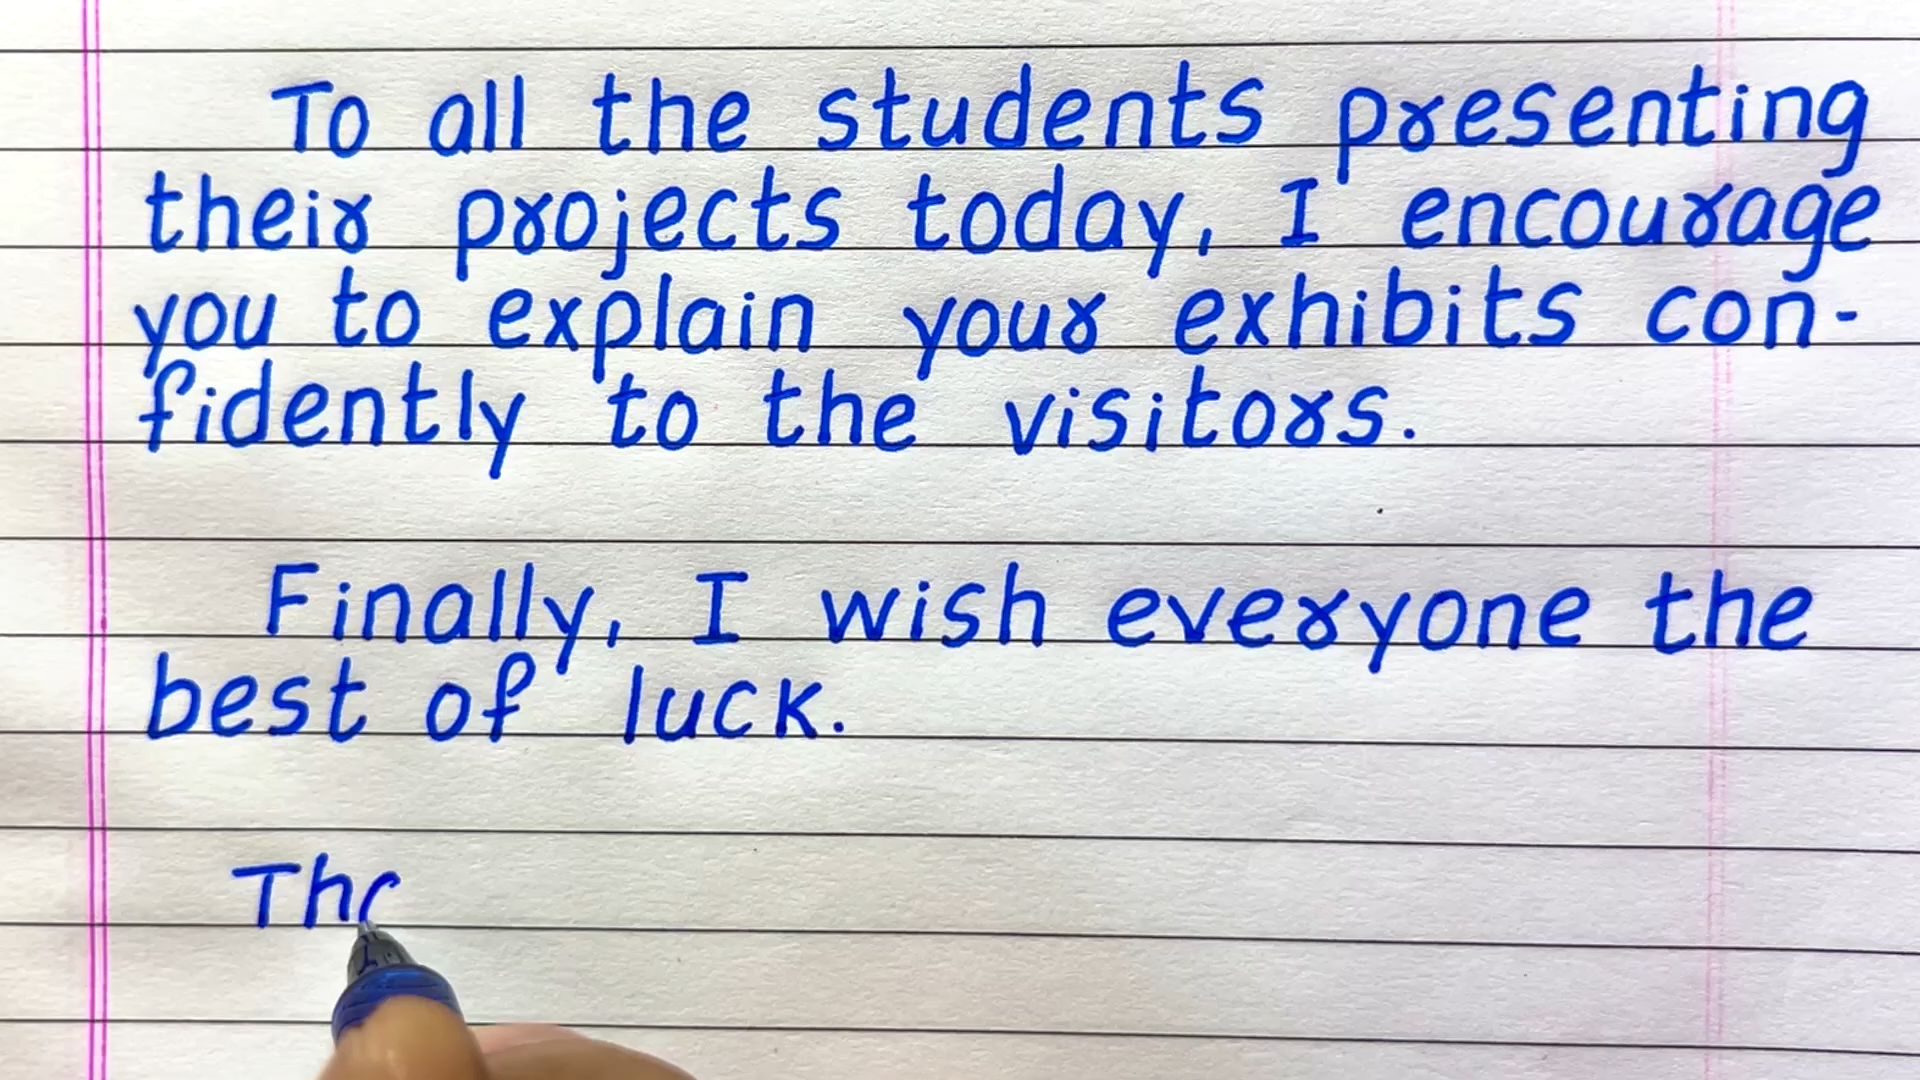 To all the students presenting
their projects today, I encourage
you to explain your exhibits con-
fidently to the visitors.
Finally, I wish everyone the
best of luck.